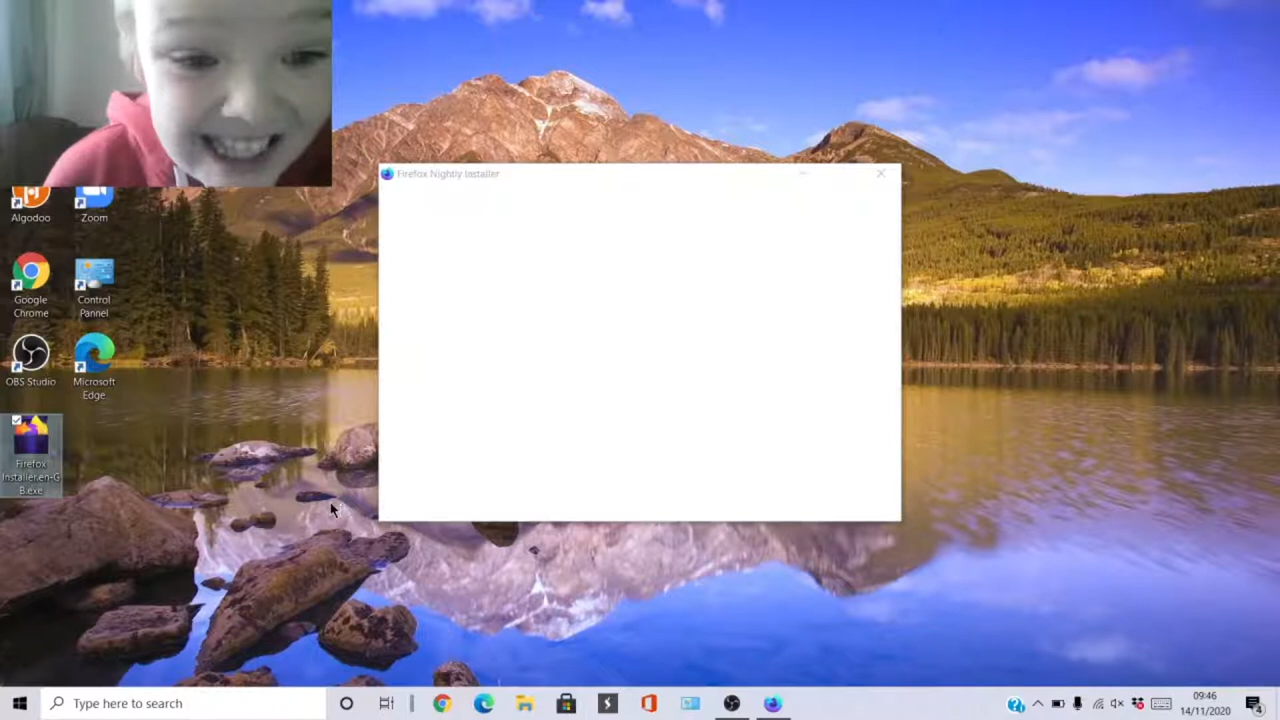 Firefox Nightly Installer
Algodoo
Zoom
Google
Chrome
Control
Pannel
OBS Studio
Microsoft
Edge
Firefox
Installer.en-G
B.exe
Type here to search
09:46
14/11/2020
4